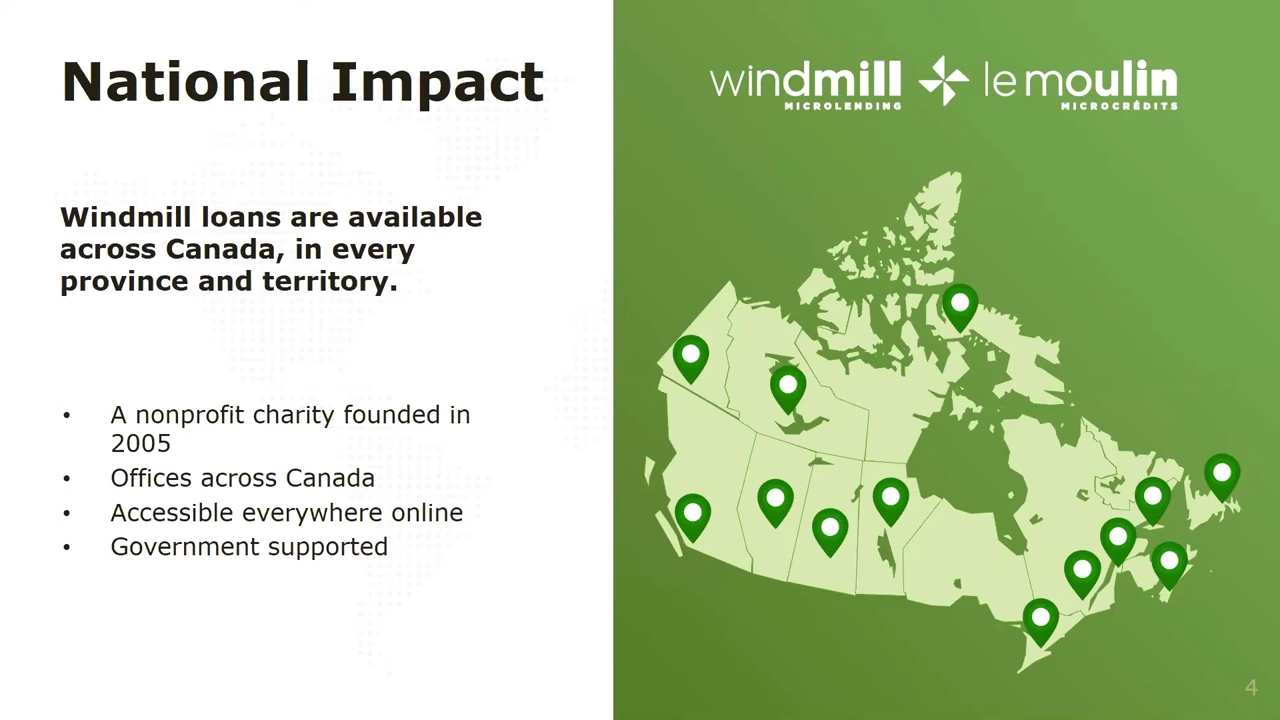 National Impact
Windmill loans are available
across Canada, in every
province and territory.
• A nonprofit charity founded in
2005
• Offices across Canada
• Accessible everywhere online
• Government supported
windmill le moulin
MICROLENDING MICROCRÉDITS
4